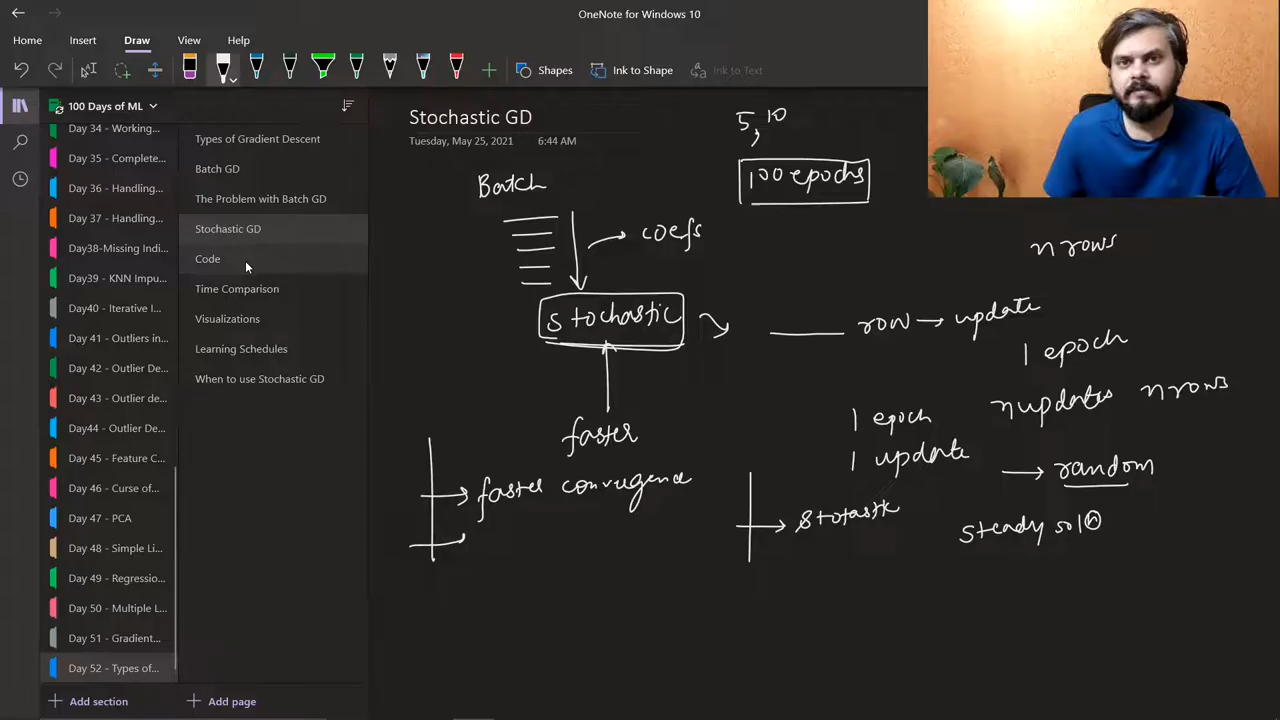 OneNote for Windows 10
Home Insert Draw View Help
Shapes Ink to Shape Ink to Text
100 Days of ML
Day 34 - Working...
Day 35 - Complete...
Day 36 - Handling...
Day 37 - Handling...
Day38-Missing Indi...
Day39 - KNN Impu...
Day40 - Iterative I...
Day 41 - Outliers in...
Day 42 - Outlier De...
Day 43 - Outlier de...
Day44 - Outlier De...
Day 45 - Feature C...
Day 46 - Curse of...
Day 47 - PCA
Day 48 - Simple Li...
Day 49 - Regressio...
Day 50 - Multiple L...
Day 51 - Gradient...
Day 52 - Types of...
Add section
Types of Gradient Descent
Batch GD
The Problem with Batch GD
Stochastic GD
Code
Time Comparison
Visualizations
Learning Schedules
When to use Stochastic GD
Add page
Stochastic GD
Tuesday, May 25, 2021 6:44 AM
5, 10
100 epochs
Batch
coefs
n rows
stochastic
row → update
1 epoch
n updates n rows
1 epoch
1 update
faster
→ random
faster convergence
steady soln